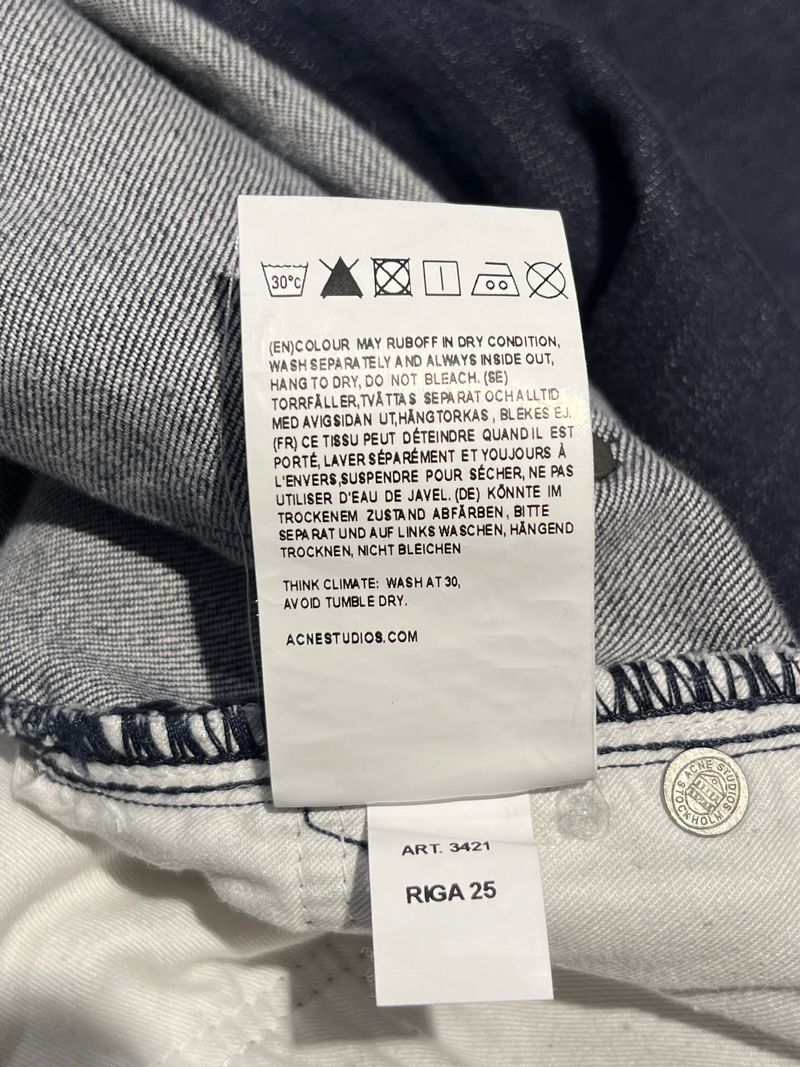 30°C
(EN)COLOUR MAY RUBOFF IN DRY CONDITION,
WASH SEPARATELY AND ALWAYS INSIDE OUT,
HANG TO DRY, DO NOT BLEACH. (SE)
TORRFÄLLER,TVÄTTAS SEPARAT OCH ALLTID
MED AVIGSIDAN UT,HÄNGTORKAS , BLEKES EJ.
(FR) CE TISSU PEUT DÉTEINDRE QUAND IL EST
PORTÉ, LAVER SÉPARÉMENT ET YOUJOURS À
L'ENVERS,SUSPENDRE POUR SÉCHER, NE PAS
UTILISER D'EAU DE JAVEL. (DE) KÖNNTE IM
TROCKENEM ZUSTAND ABFÄRBEN , BITTE
SEPARAT UND AUF LINKS WASCHEN, HÄNGEND
TROCKNEN, NICHT BLEICHEN
THINK CLIMATE: WASH AT 30,
AVOID TUMBLE DRY.
ACNESTUDIOS.COM
ACNE STUDIOS
STOCKHOLM
ART. 3421
RIGA 25